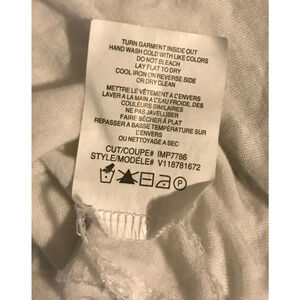 TURN GARMENT INSIDE OUT
HAND WASH COLD WITH LIKE COLORS
DO NOT BLEACH
LAY FLAT TO DRY
COOL IRON ON REVERSE SIDE
OR DRY CLEAN
METTRE LE VÊTEMENT À L'ENVERS
LAVER A LA MAIN A L'EAU FROIDE, DES
COULEURS SIMILAIRES
NE PAS JAVELLISER
FAIRE SÉCHER À PLAT
REPASSER A BASSE TEMPÉRATURE SUR
L'ENVERS
OU NETTOYAGE A SEC
CUT/COUPE# IMP7786
STYLE/MODÉLE# V118781672
P